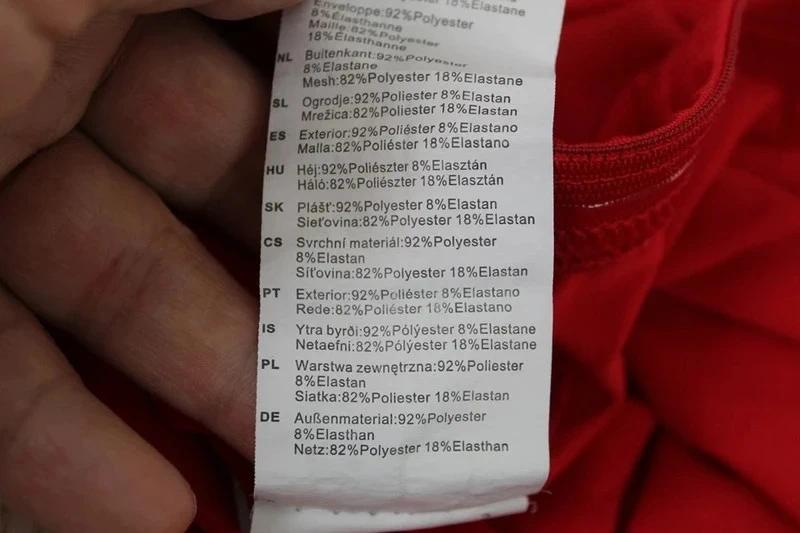 18%Elastane
Enveloppe:92%Polyester
8%Élasthanne
Maille:82%Polyester
18%Élasthanne
NL Buitenkant:92%Polyester
8%Elastane
Mesh:82%Polyester 18%Elastane
SL Ogrodje:92%Poliester 8%Elastan
Mrežica:82%Poliester 18%Elastan
ES Exterior:92%Poliéster 8%Elastano
Malla:82%Poliéster 18%Elastano
HU Héj:92%Poliészter 8%Elasztán
Háló:82%Poliészter 18%Elasztán
SK Plášť:92%Polyester 8%Elastan
Sieťovina:82%Polyester 18%Elastan
CS Svrchní materiál:92%Polyester
8%Elastan
Síťovina:82%Polyester 18%Elastan
PT Exterior:92%Poliéster 8%Elastano
Rede:82%Poliéster 18%Elastano
IS Ytra byrði:92%Pólýester 8%Elastane
Netaefni:82%Pólýester 18%Elastane
PL Warstwa zewnętrzna:92%Poliester
8%Elastan
Siatka:82%Poliester 18%Elastan
DE Außenmaterial:92%Polyester
8%Elasthan
Netz:82%Polyester 18%Elasthan